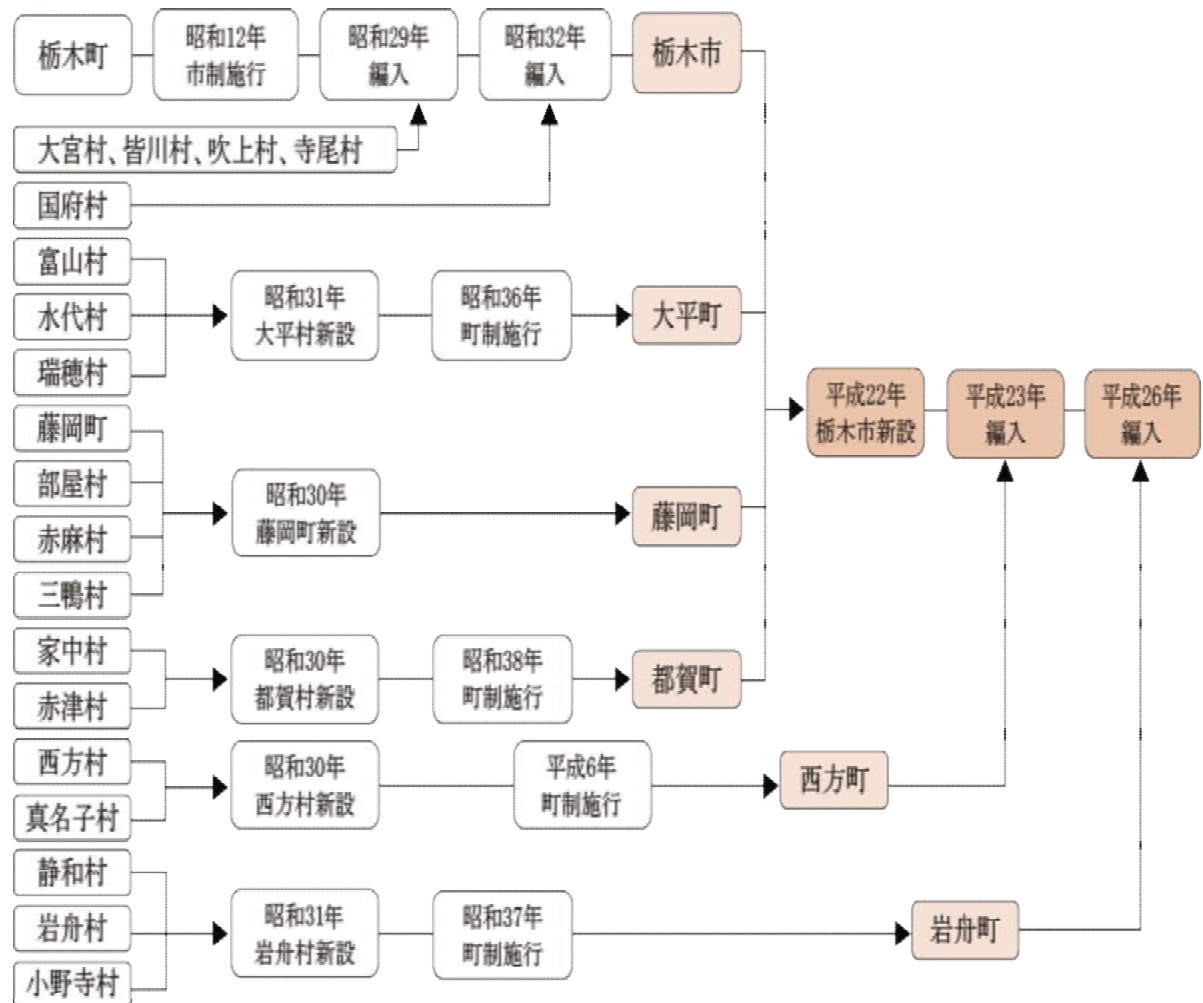 栃木町
昭和12年
市制施行
昭和29年
編入
昭和32年
編入
栃木市
大宮村、皆川村、吹上村、寺尾村
国府村
富山村
水代村
瑞穂村
昭和31年
大平村新設
昭和36年
町制施行
大平町
藤岡町
部屋村
赤麻村
三鴨村
昭和30年
藤岡町新設
藤岡町
家中村
赤津村
昭和30年
都賀村新設
昭和38年
町制施行
都賀町
平成22年
栃木市新設
平成23年
編入
平成26年
編入
西方村
真名子村
昭和30年
西方村新設
平成6年
町制施行
西方町
静和村
岩舟村
小野寺村
昭和31年
岩舟村新設
昭和37年
町制施行
岩舟町